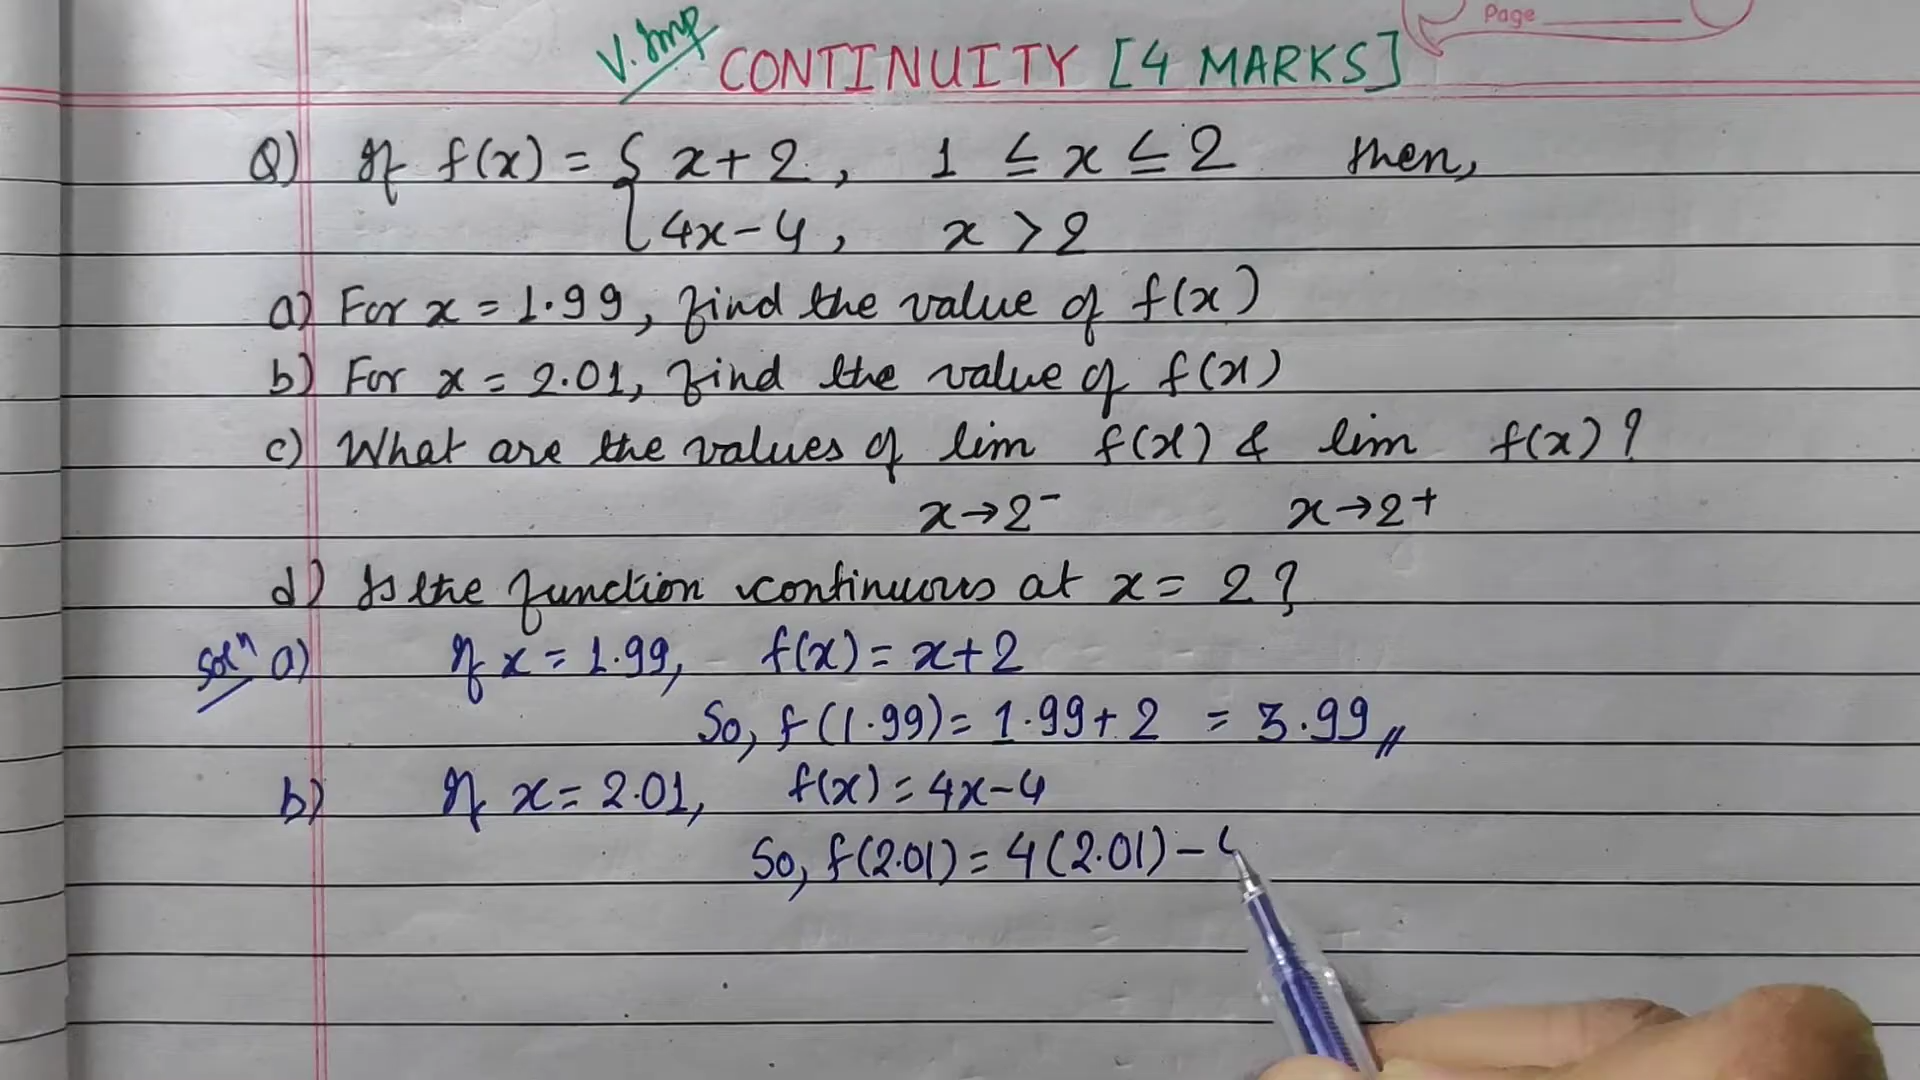 Page
V. Imp CONTINUITY [4 MARKS]
Q) If f(x) = { x + 2, 1 ≤ x ≤ 2 then,
4x - 4, x > 2
a) For x = 1.99, find the value of f(x)
b) For x = 2.01, find the value of f(x)
c) What are the values of lim f(x) & lim f(x)?
x→2⁻ x→2⁺
d) Is the function continuous at x = 2?
Solⁿ a) If x = 1.99, f(x) = x+2
So, f(1.99) = 1.99 + 2 = 3.99
b) If x = 2.01, f(x) = 4x-4
So, f(2.01) = 4(2.01) -